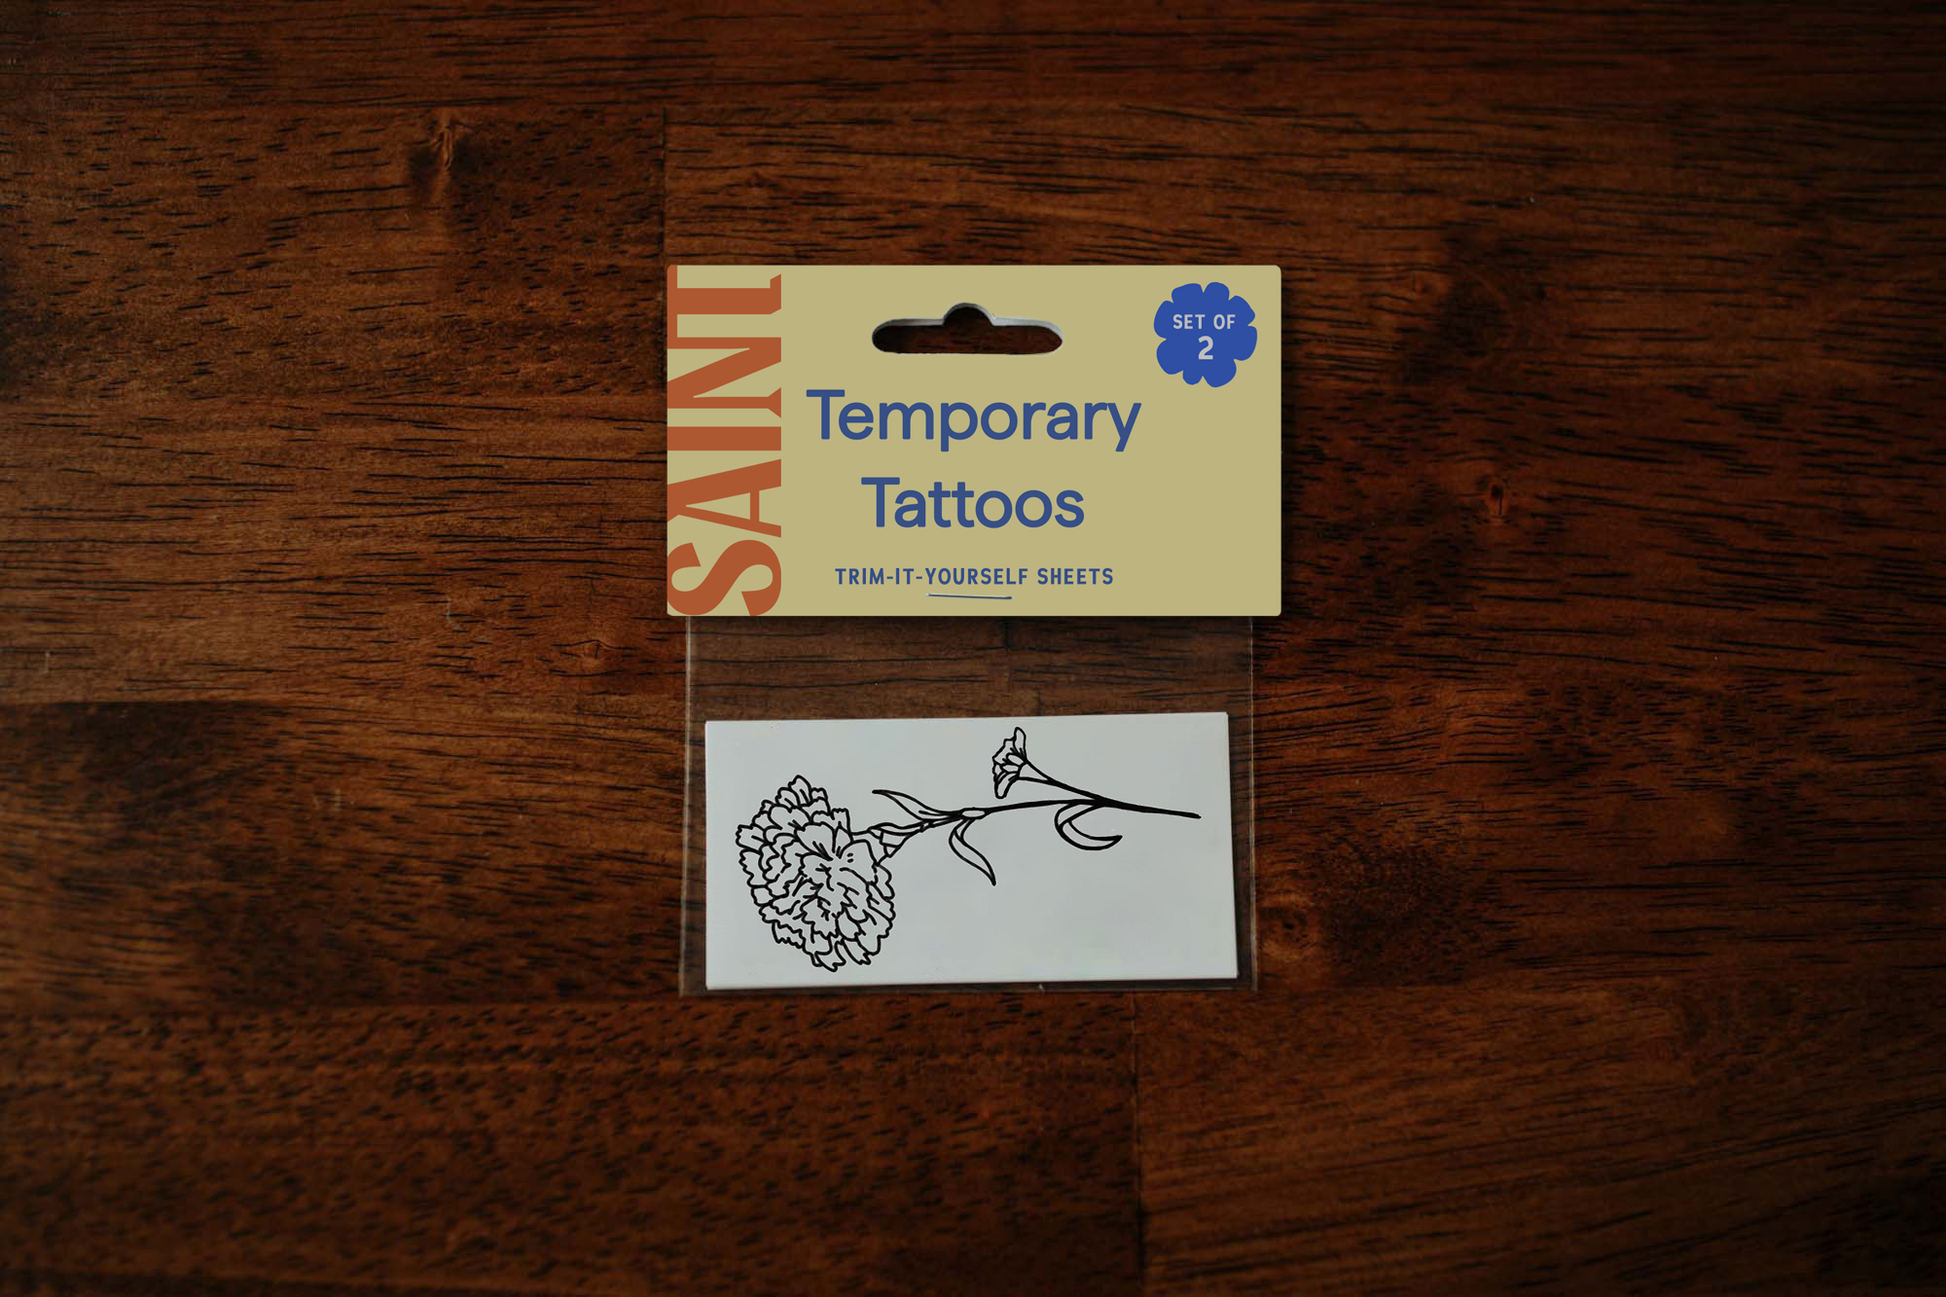 SAINT
SET OF
2
Temporary
Tattoos
TRIM-IT-YOURSELF SHEETS